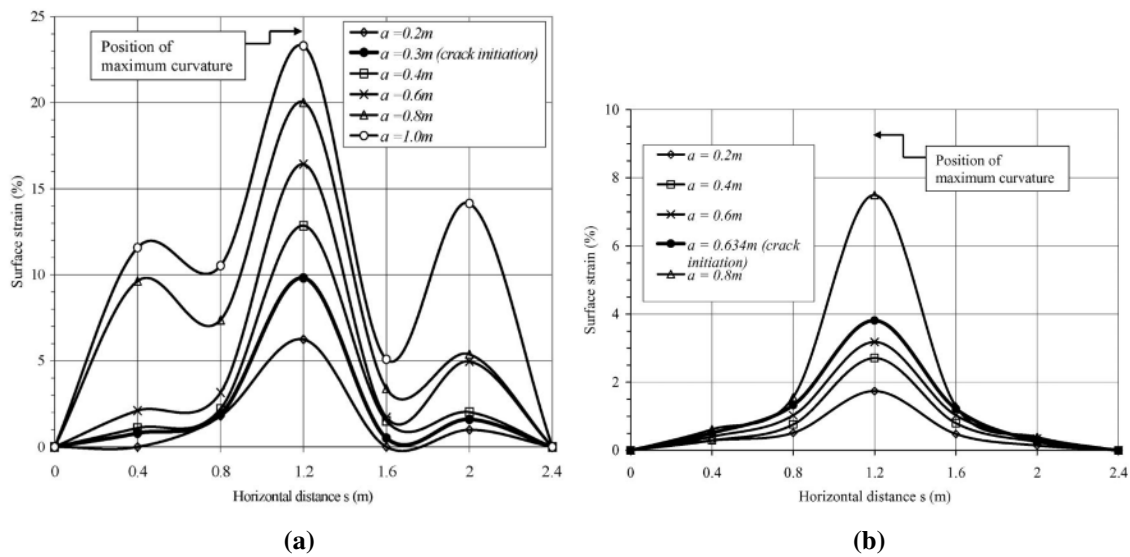 25
20
15
10
5
0
Surface strain (%)
Position of
maximum curvature
a =0.2m
a =0.3m (crack initiation)
a =0.4m
a =0.6m
a =0.8m
a =1.0m
0 0.4 0.8 1.2 1.6 2 2.4
Horizontal distance s (m)
(a)
10
8
6
4
2
0
Surface strain (%)
a = 0.2m
a = 0.4m
a = 0.6m
a = 0.634m (crack
initiation)
a = 0.8m
Position of
maximum curvature
0 0.4 0.8 1.2 1.6 2 2.4
Horizontal distance s (m)
(b)